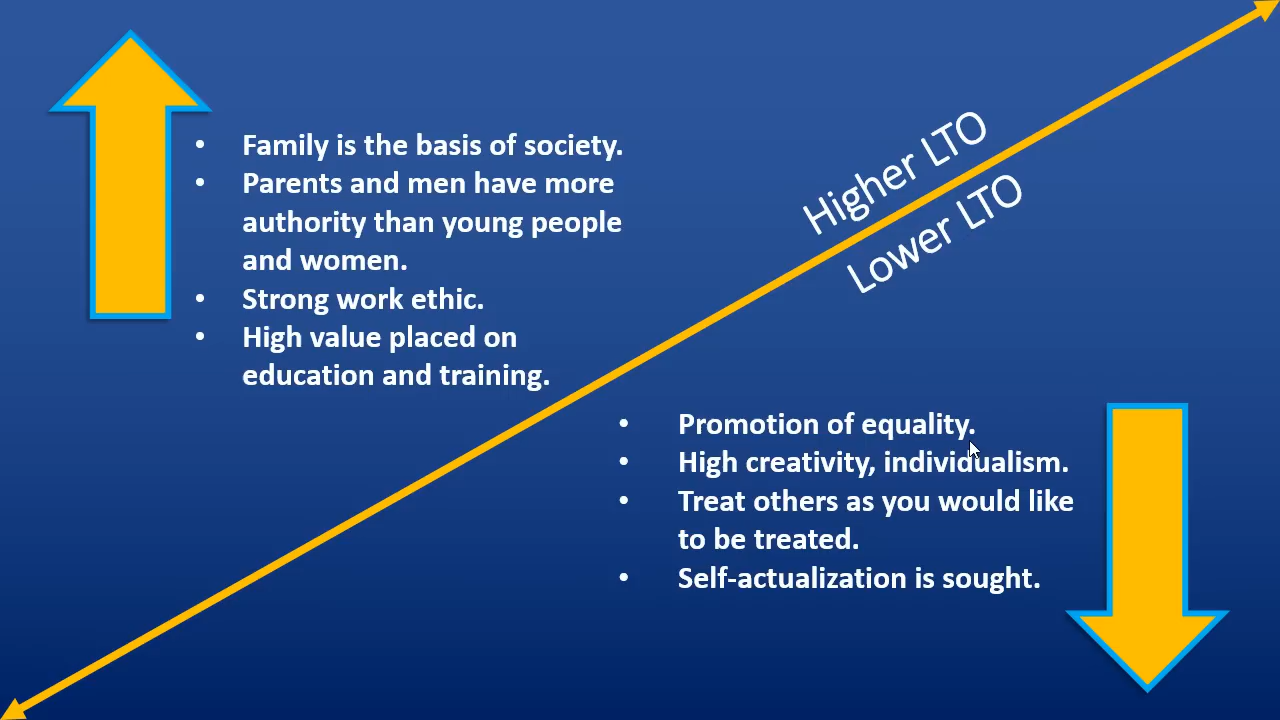 Higher LTO
Lower LTO
• Family is the basis of society.
• Parents and men have more
authority than young people
and women.
• Strong work ethic.
• High value placed on
education and training.
• Promotion of equality.
• High creativity, individualism.
• Treat others as you would like
to be treated.
• Self-actualization is sought.